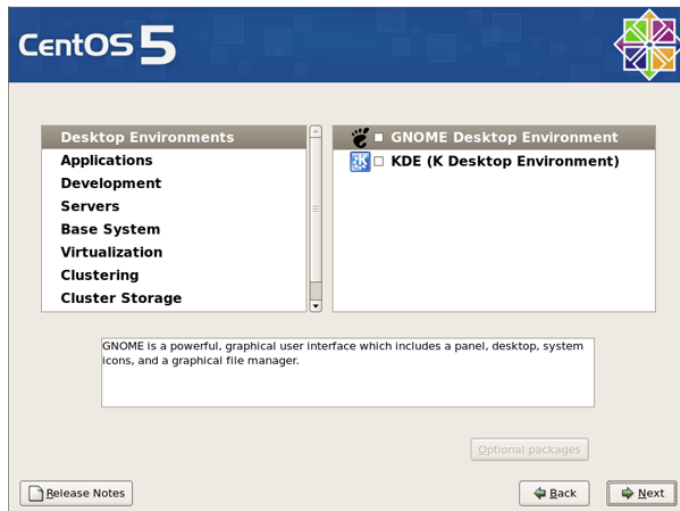 CentOS 5
Desktop Environments
Applications
Development
Servers
Base System
Virtualization
Clustering
Cluster Storage
GNOME Desktop Environment
KDE (K Desktop Environment)
GNOME is a powerful, graphical user interface which includes a panel, desktop, system
icons, and a graphical file manager.
Optional packages
Release Notes
Back
Next